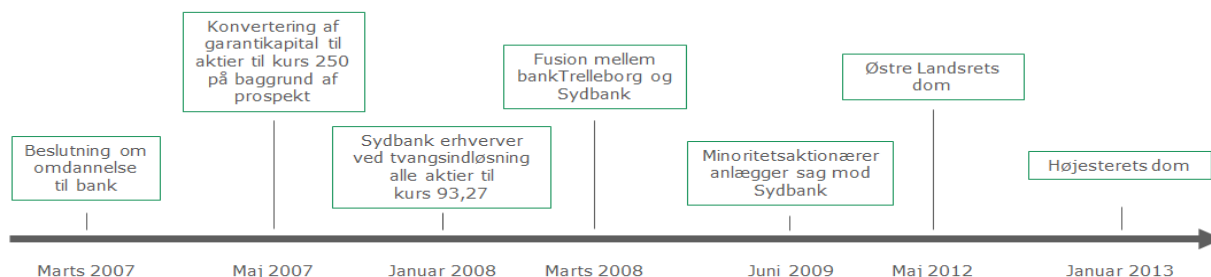 Beslutning om
omdannelse
til bank
Konvertering af
garantikapital til
aktier til kurs 250
på baggrund af
prospekt
Sydbank erhverver
ved tvangsindløsning
alle aktier til
kurs 93,27
Fusion mellem
bankTrelleborg og
Sydbank
Minoritetsaktionærer
anlægger sag mod
Sydbank
Østre Landsrets
dom
Højesterets dom
Marts 2007
Maj 2007
Januar 2008
Marts 2008
Juni 2009
Maj 2012
Januar 2013